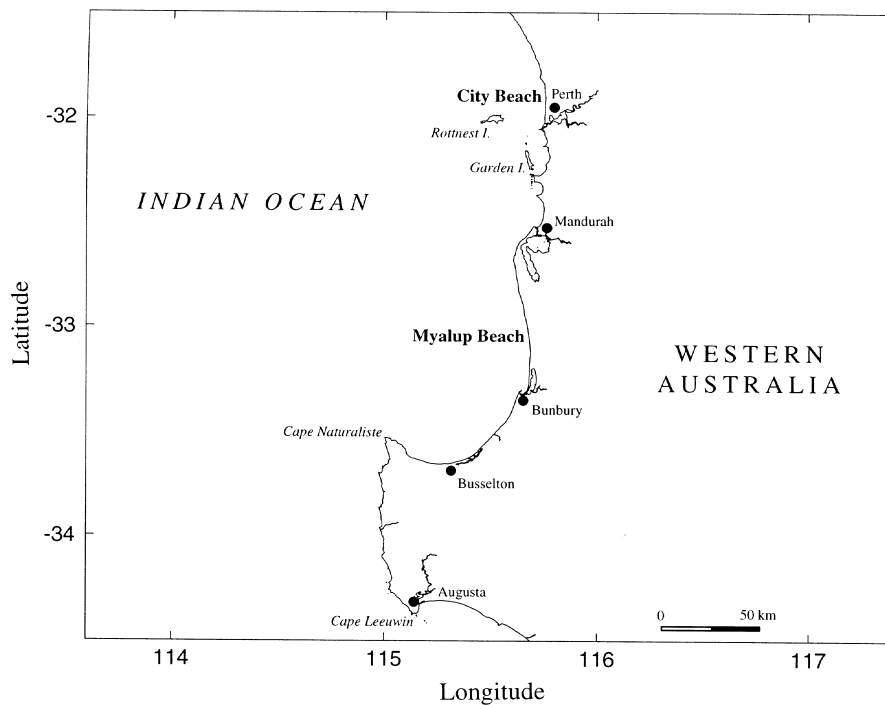 City Beach
Perth
-32
Rottnest I.
Garden I.
INDIAN OCEAN
Mandurah
Latitude
-33
Myalup Beach
WESTERN
AUSTRALIA
Bunbury
Cape Naturaliste
Busselton
-34
Augusta
Cape Leeuwin
0 50 km
114 115 116 117
Longitude